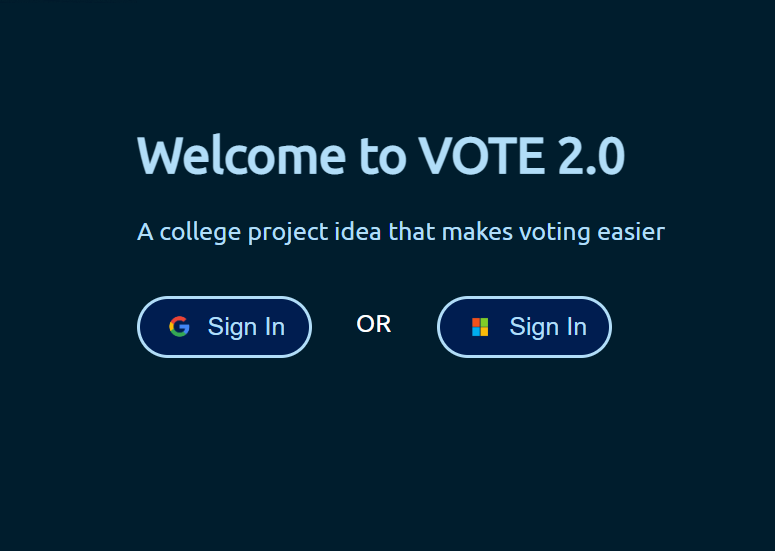 Welcome to VOTE 2.0
A college project idea that makes voting easier
Sign In OR Sign In